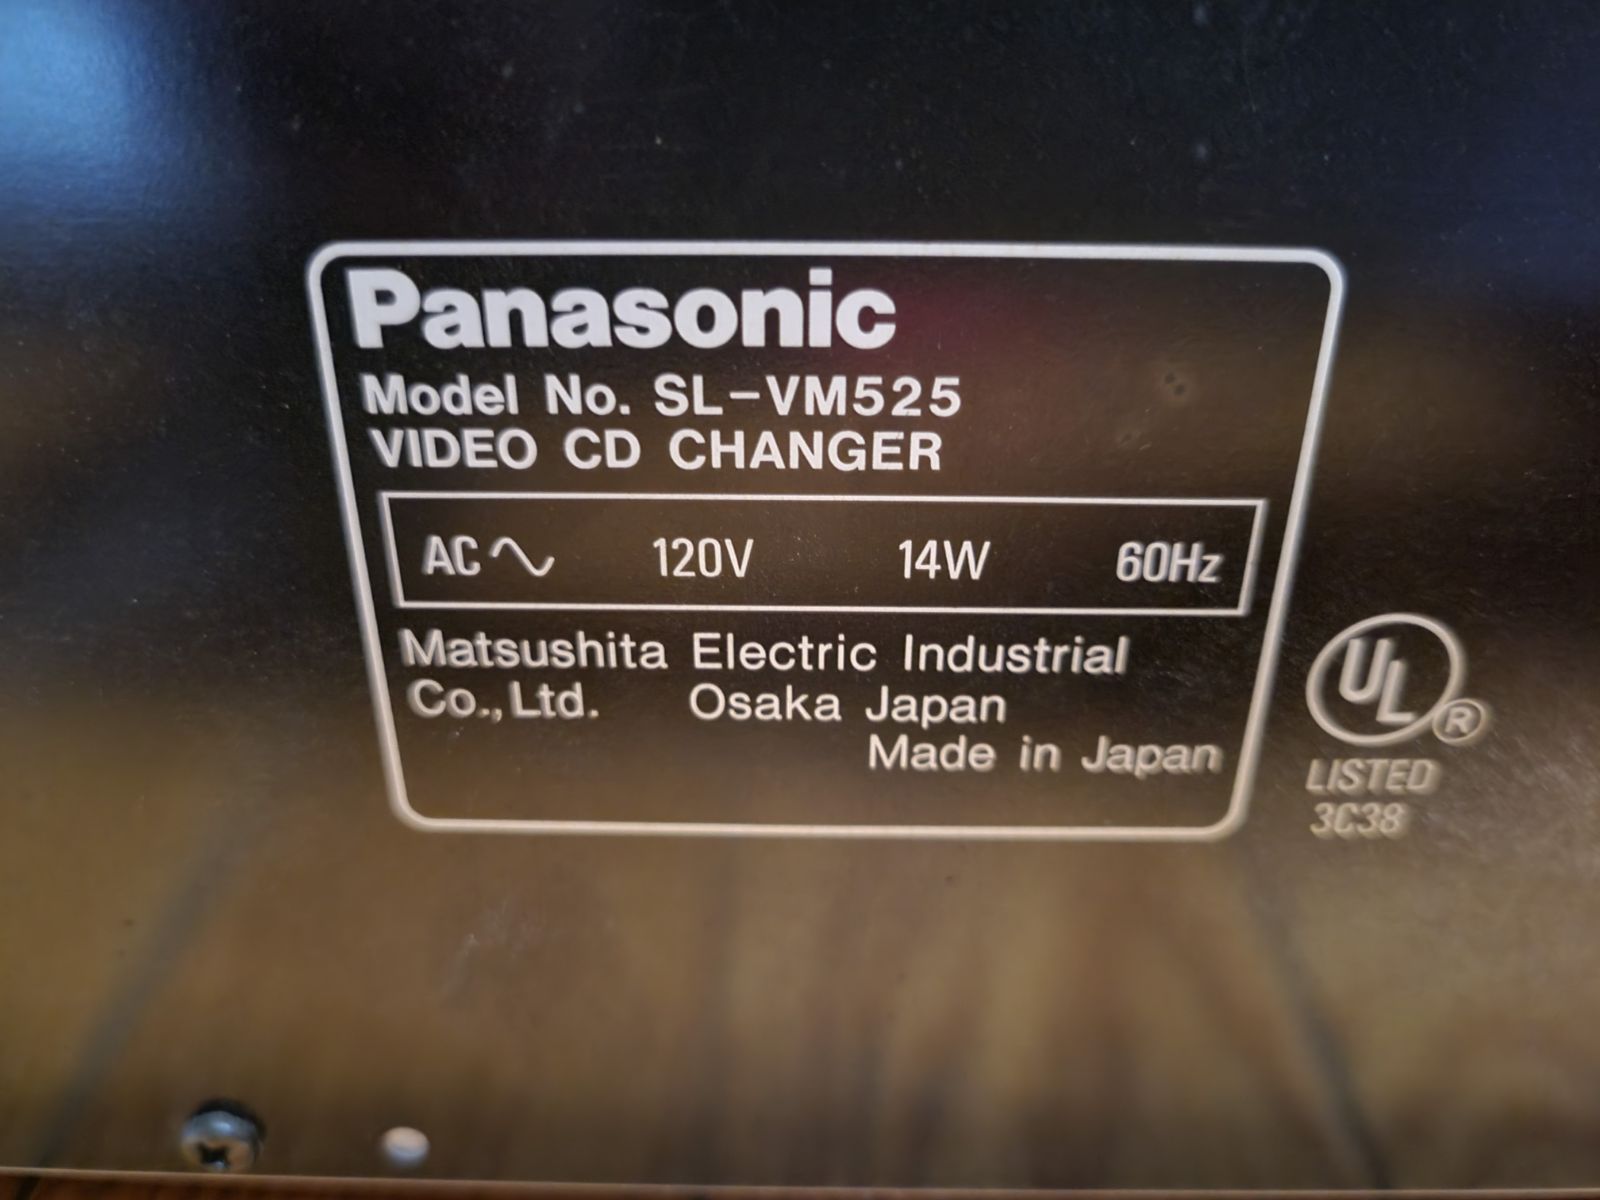 Panasonic
Model No. SL-VM525
VIDEO CD CHANGER
AC ∿ 120V 14W 60Hz
Matsushita Electric Industrial
Co., Ltd. Osaka Japan
Made in Japan
UL ®
LISTED
3C38